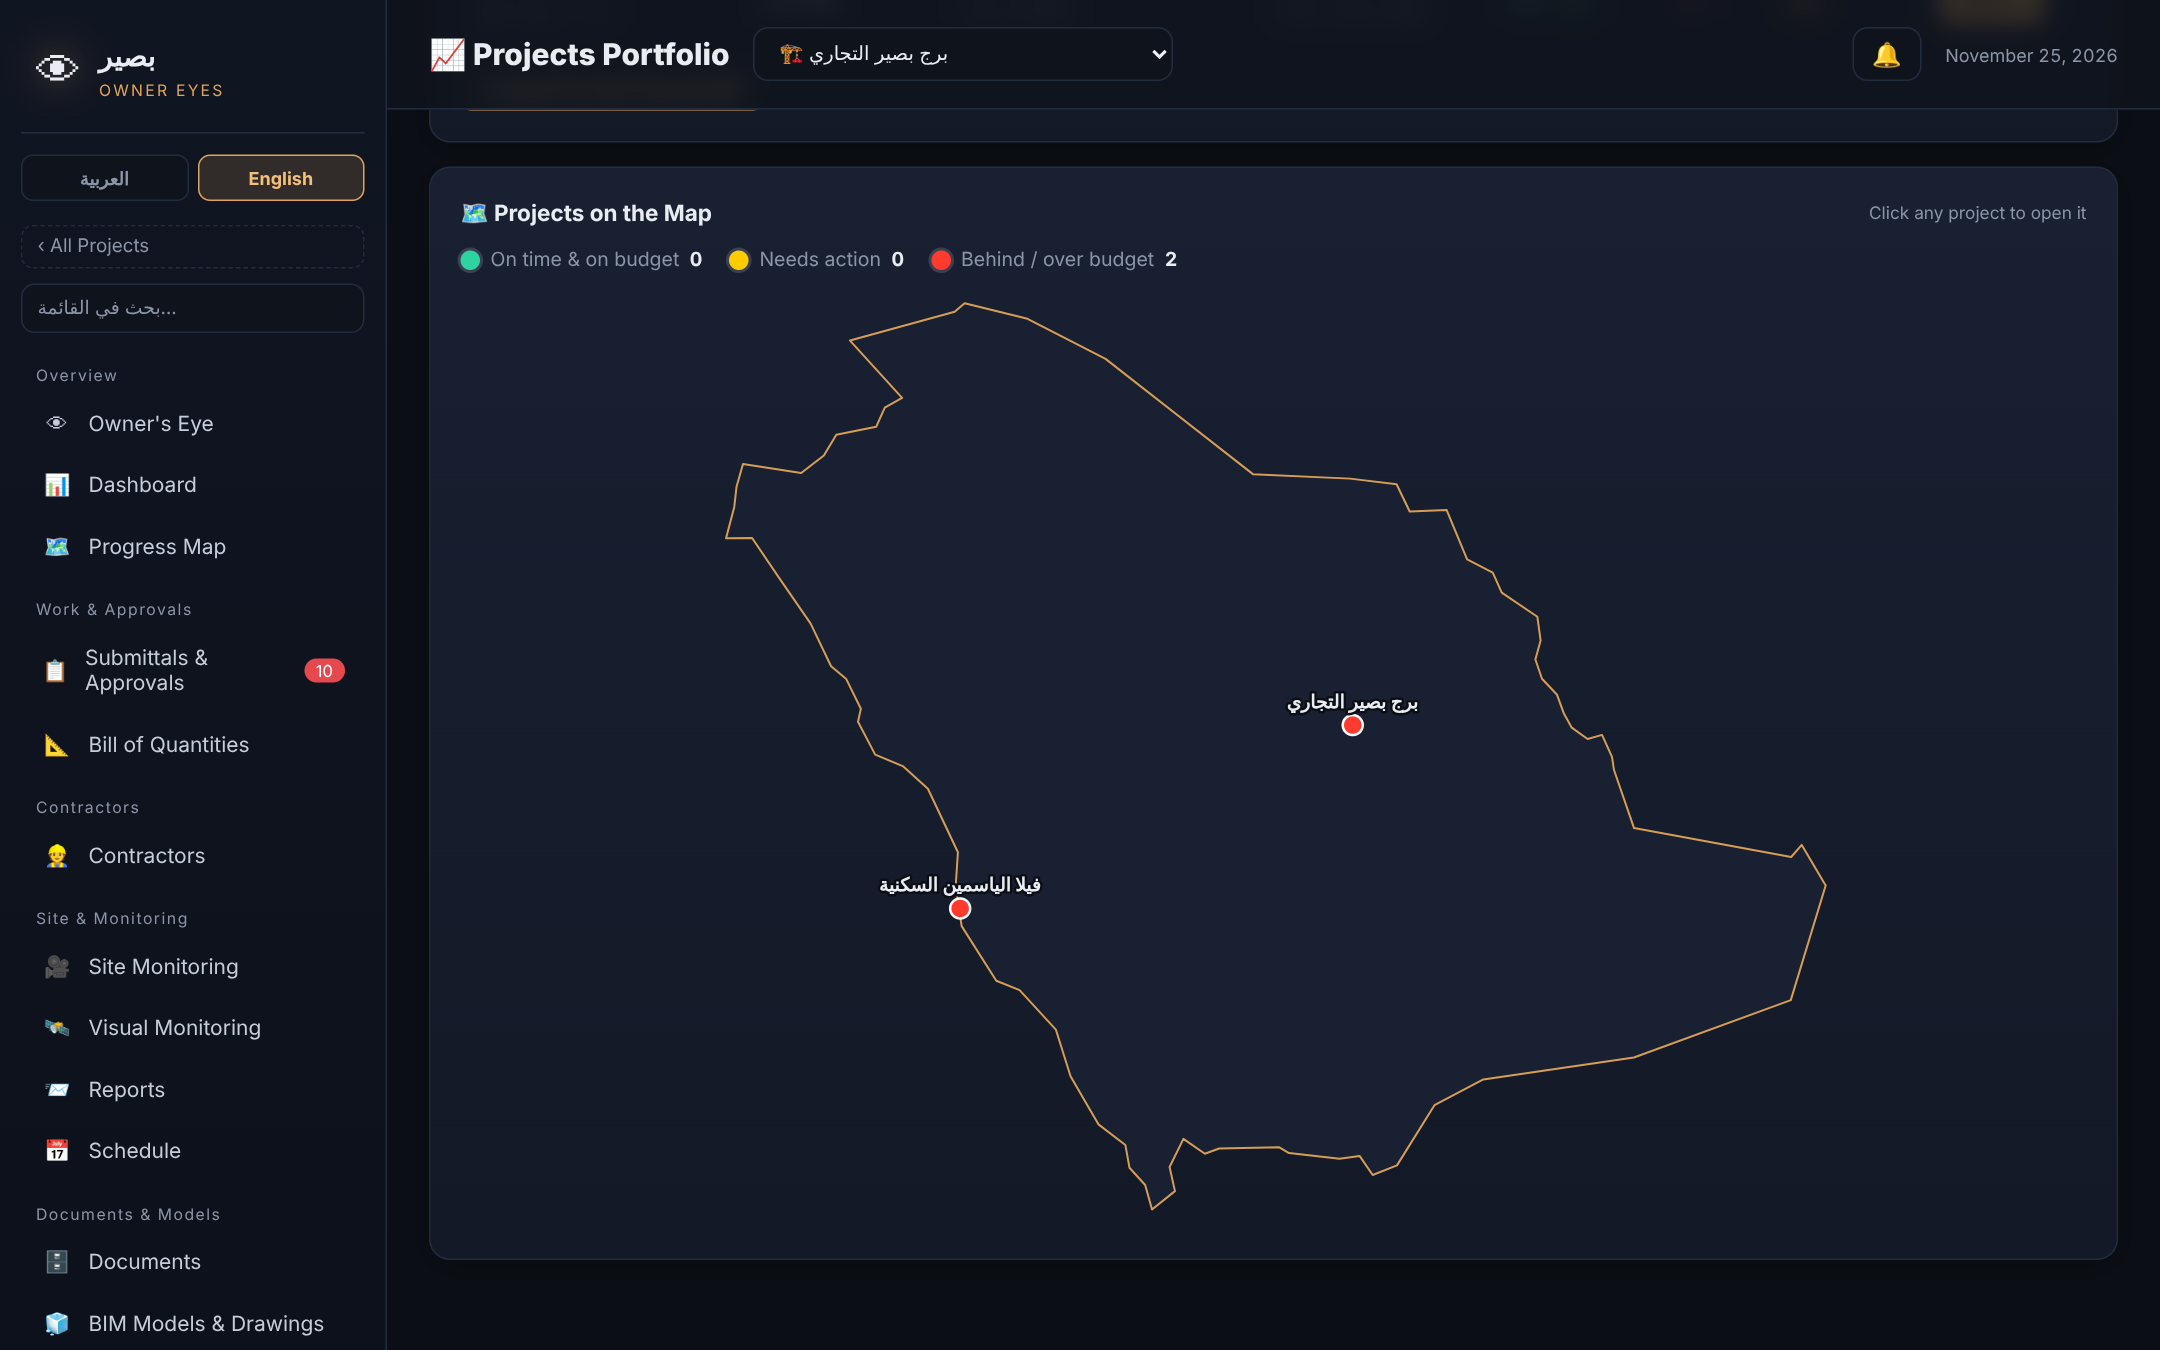 بصير
OWNER EYES
العربية
English
‹ All Projects
بحث في القائمة...
Overview
Owner's Eye
Dashboard
Progress Map
Work & Approvals
Submittals &
Approvals
10
Bill of Quantities
Contractors
Contractors
Site & Monitoring
Site Monitoring
Visual Monitoring
Reports
Schedule
Documents & Models
Documents
BIM Models & Drawings
Projects Portfolio
برج بصير التجاري
November 25, 2026
Projects on the Map
Click any project to open it
On time & on budget 0
Needs action 0
Behind / over budget 2
برج بصير التجاري
فيلا الياسمين السكنية